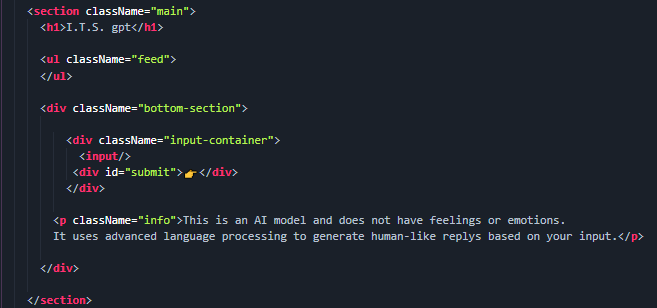 <section className="main">
<h1>I.T.S. gpt</h1>
<ul className="feed">
</ul>
<div className="bottom-section">
<div className="input-container">
<input/>
<div id="submit">👉</div>
</div>
<p className="info">This is an AI model and does not have feelings or emotions.
It uses advanced language processing to generate human-like replys based on your input.</p>
</div>
</section>